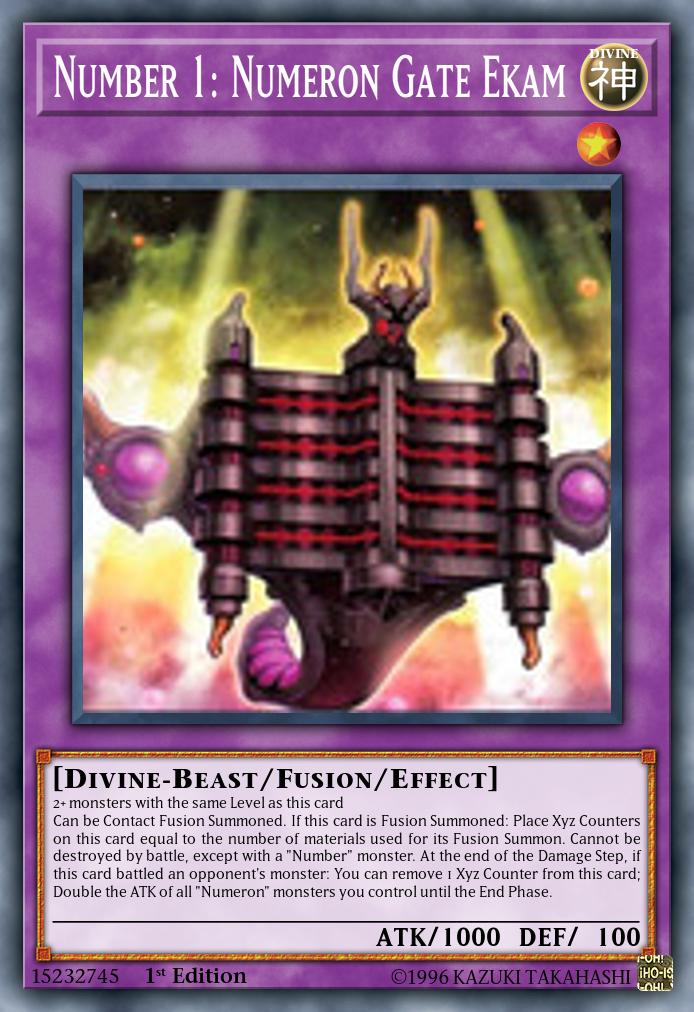 NUMBER 1: NUMERON GATE EKAM
DIVINE
神
[DIVINE-BEAST/FUSION/EFFECT]
2+ monsters with the same Level as this card
Can be Contact Fusion Summoned. If this card is Fusion Summoned: Place Xyz Counters
on this card equal to the number of materials used for its Fusion Summon. Cannot be
destroyed by battle, except with a "Number" monster. At the end of the Damage Step, if
this card battled an opponent's monster: You can remove 1 Xyz Counter from this card;
Double the ATK of all "Numeron" monsters you control until the End Phase.
ATK/1000 DEF/ 100
15232745 1st Edition ©1996 KAZUKI TAKAHASHI